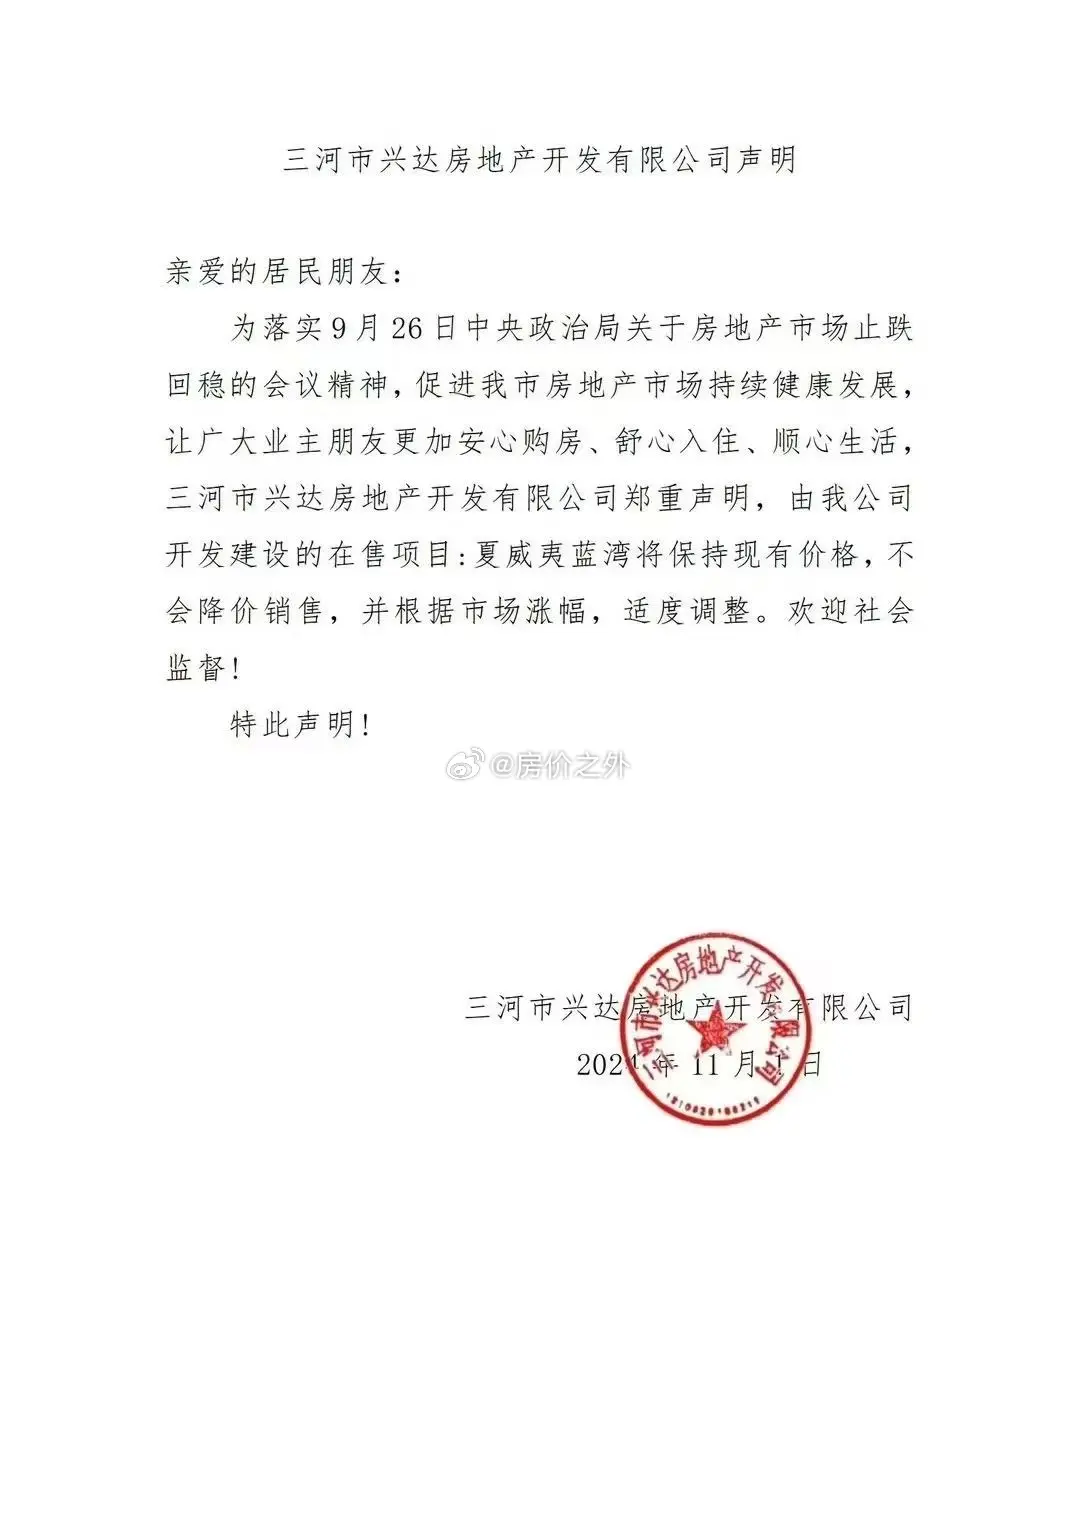 三河市兴达房地产开发有限公司声明
亲爱的居民朋友：
为落实9月26日中央政治局关于房地产市场止跌
回稳的会议精神，促进我市房地产市场持续健康发展，
让广大业主朋友更加安心购房、舒心入住、顺心生活，
三河市兴达房地产开发有限公司郑重声明，由我公司
开发建设的在售项目:夏威夷蓝湾将保持现有价格，不
会降价销售，并根据市场涨幅，适度调整。欢迎社会
监督!
特此声明!
@房价之外
三河市兴达房地产开发有限公司
2024年11月1日
三河市兴达房地产开发有限公司